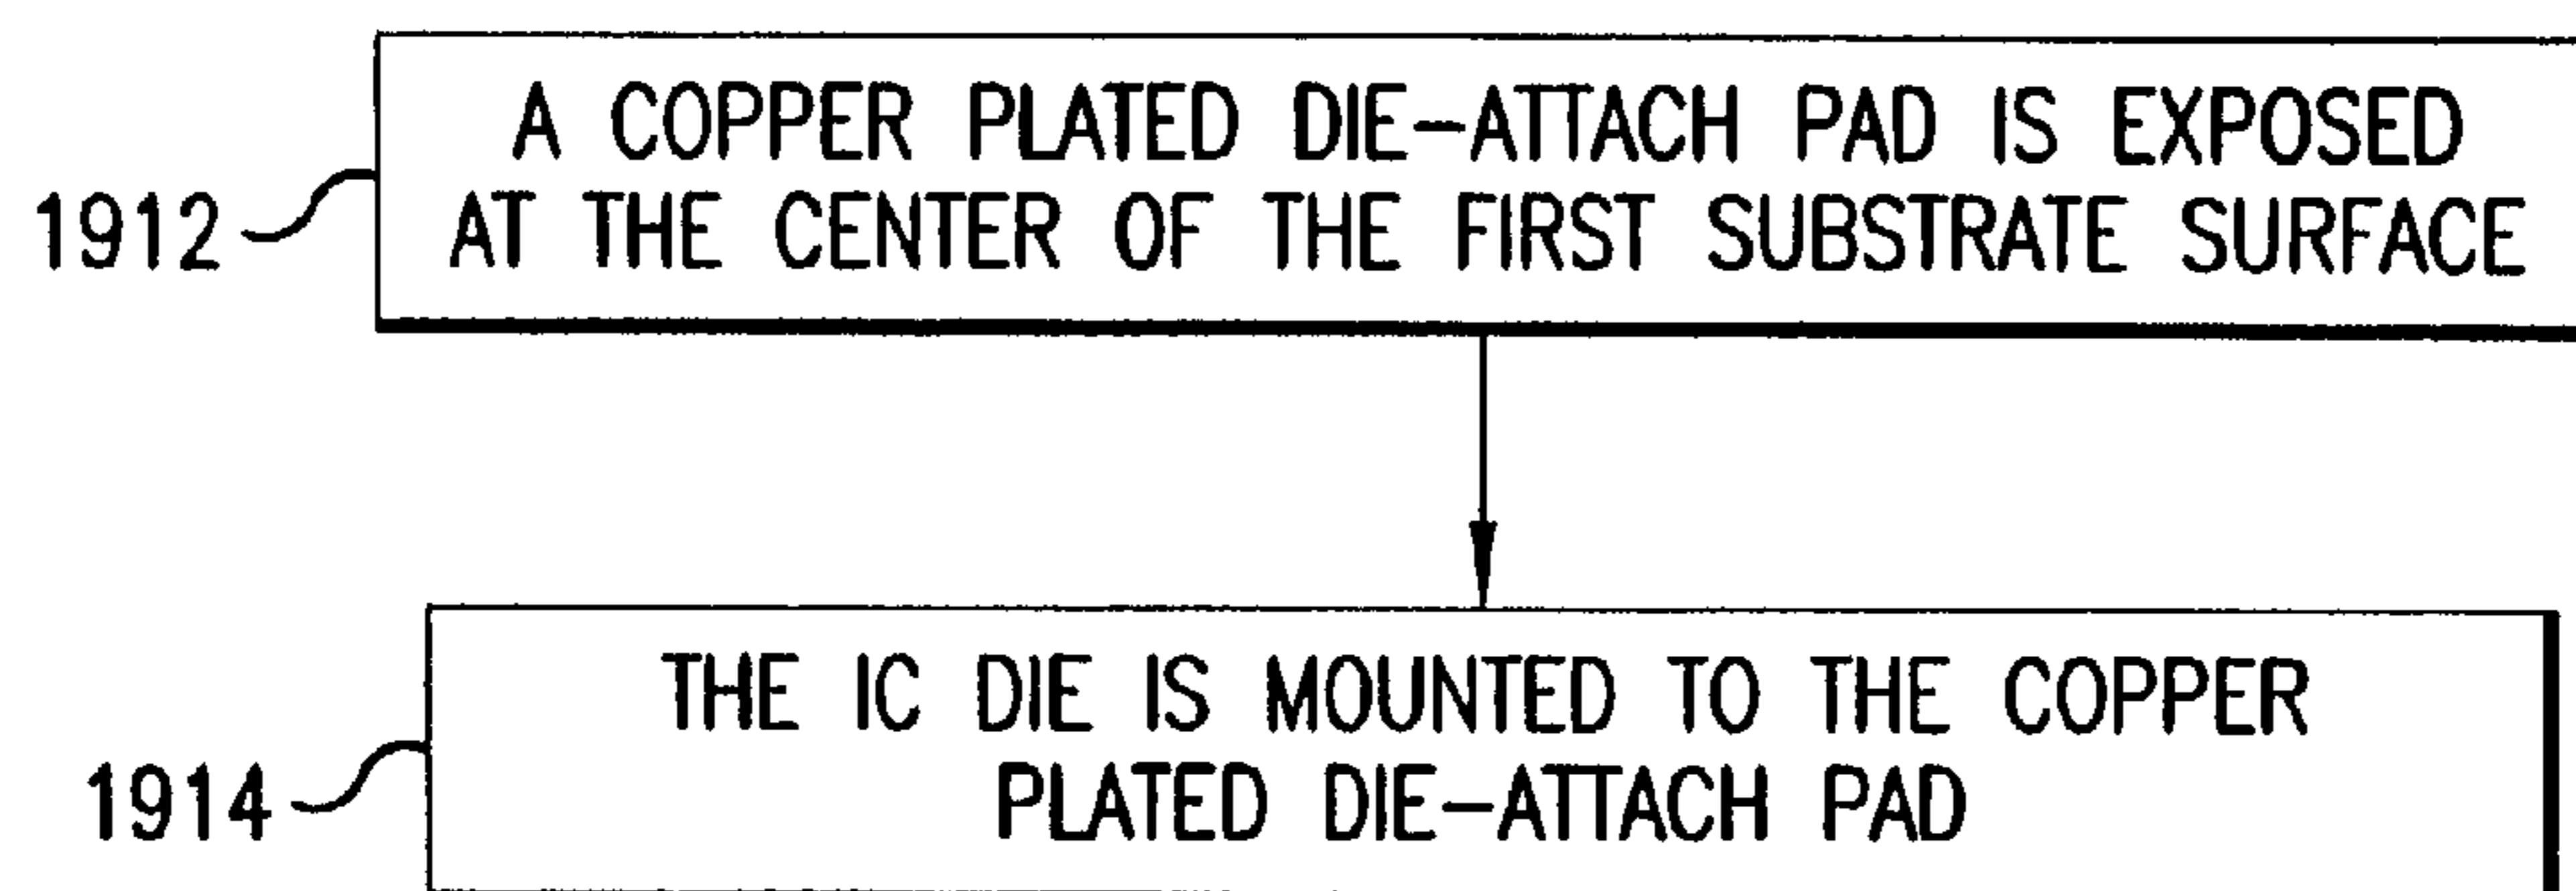 A COPPER PLATED DIE-ATTACH PAD IS EXPOSED
AT THE CENTER OF THE FIRST SUBSTRATE SURFACE
1912
THE IC DIE IS MOUNTED TO THE COPPER
PLATED DIE-ATTACH PAD
1914